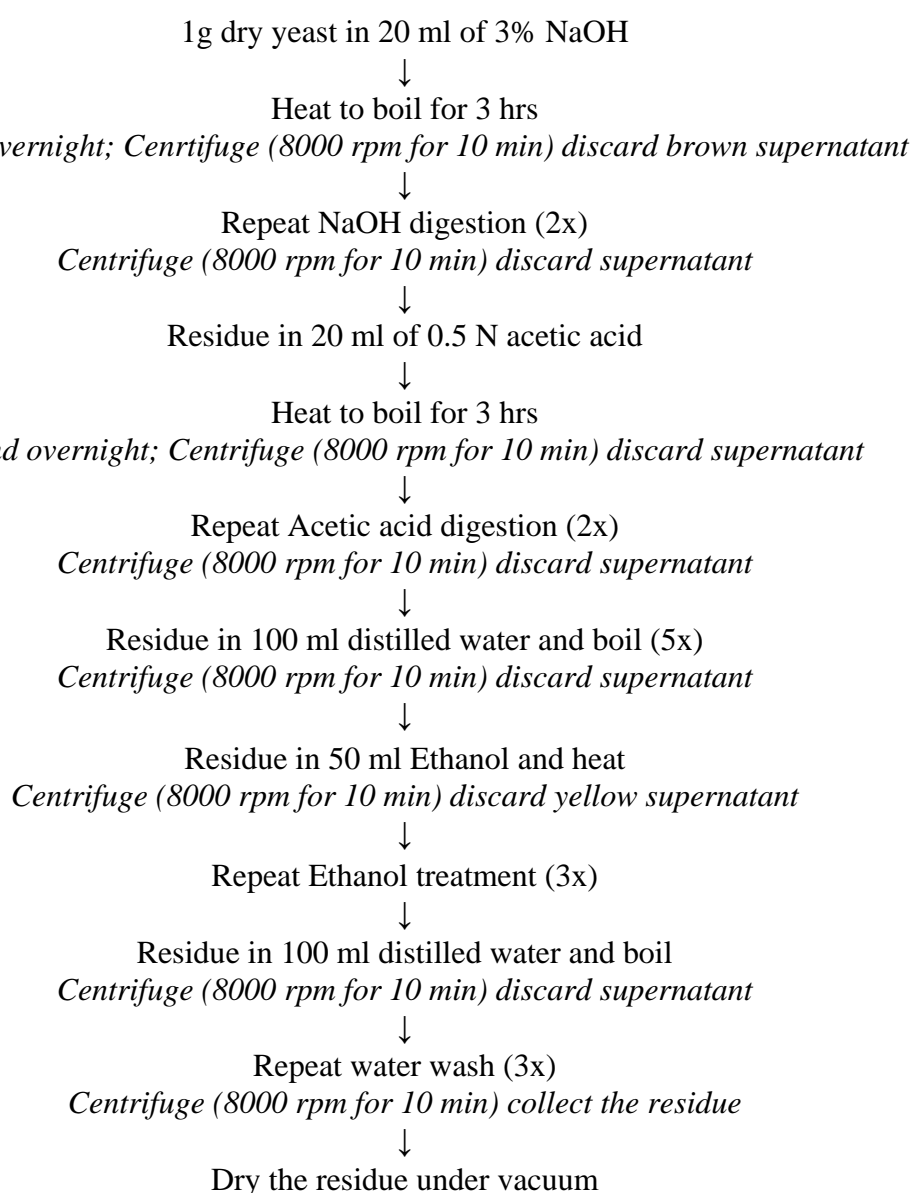 1g dry yeast in 20 ml of 3% NaOH
↓
Heat to boil for 3 hrs
vernight; Cenrtifuge (8000 rpm for 10 min) discard brown supernatant
↓
Repeat NaOH digestion (2x)
Centrifuge (8000 rpm for 10 min) discard supernatant
↓
Residue in 20 ml of 0.5 N acetic acid
↓
Heat to boil for 3 hrs
d overnight; Centrifuge (8000 rpm for 10 min) discard supernatant
↓
Repeat Acetic acid digestion (2x)
Centrifuge (8000 rpm for 10 min) discard supernatant
↓
Residue in 100 ml distilled water and boil (5x)
Centrifuge (8000 rpm for 10 min) discard supernatant
↓
Residue in 50 ml Ethanol and heat
Centrifuge (8000 rpm for 10 min) discard yellow supernatant
↓
Repeat Ethanol treatment (3x)
↓
Residue in 100 ml distilled water and boil
Centrifuge (8000 rpm for 10 min) discard supernatant
↓
Repeat water wash (3x)
Centrifuge (8000 rpm for 10 min) collect the residue
↓
Dry the residue under vacuum